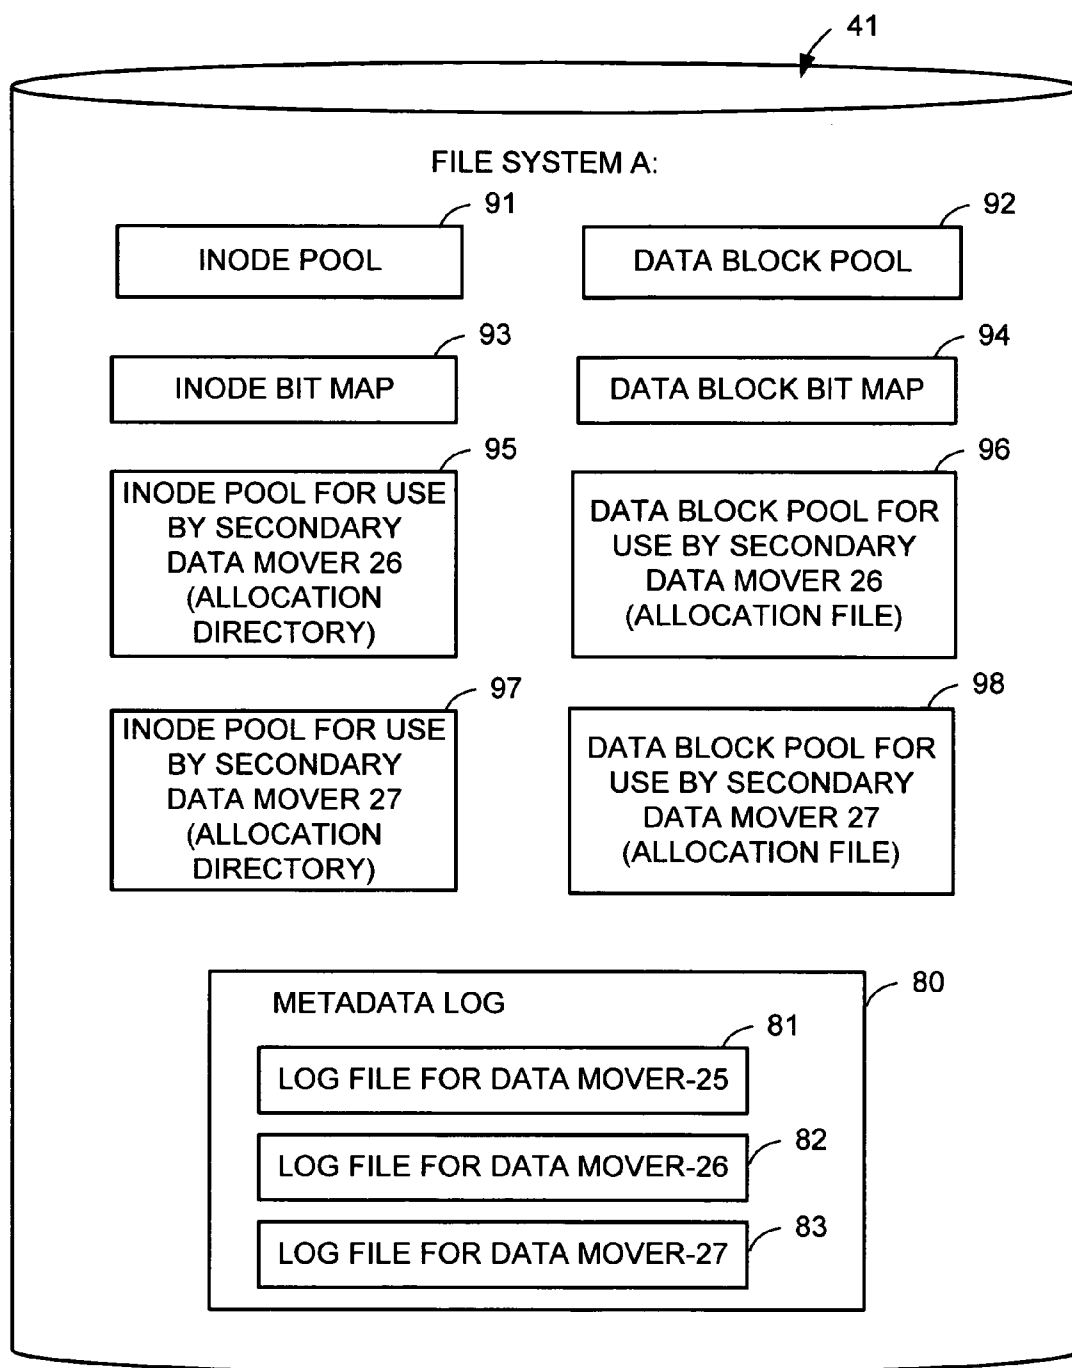 41
FILE SYSTEM A:
91
INODE POOL
92
DATA BLOCK POOL
93
INODE BIT MAP
94
DATA BLOCK BIT MAP
95
INODE POOL FOR USE
BY SECONDARY
DATA MOVER 26
(ALLOCATION
DIRECTORY)
96
DATA BLOCK POOL FOR
USE BY SECONDARY
DATA MOVER 26
(ALLOCATION FILE)
97
INODE POOL FOR USE
BY SECONDARY
DATA MOVER 27
(ALLOCATION
DIRECTORY)
98
DATA BLOCK POOL FOR
USE BY SECONDARY
DATA MOVER 27
(ALLOCATION FILE)
80
METADATA LOG
81
LOG FILE FOR DATA MOVER-25
82
LOG FILE FOR DATA MOVER-26
83
LOG FILE FOR DATA MOVER-27